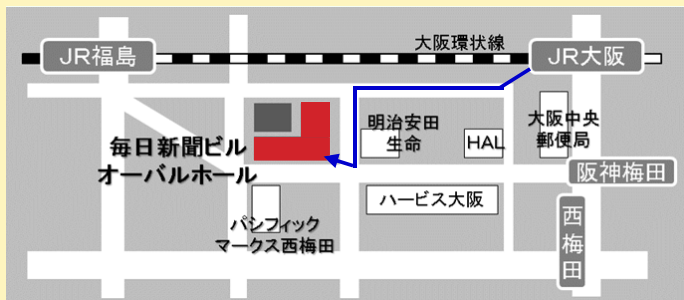 大阪環状線
JR福島
JR大阪
明治安田
生命
HAL
大阪中央
郵便局
毎日新聞ビル
オーバルホール
阪神梅田
ハービス大阪
パシフィック
マークス西梅田
西梅田